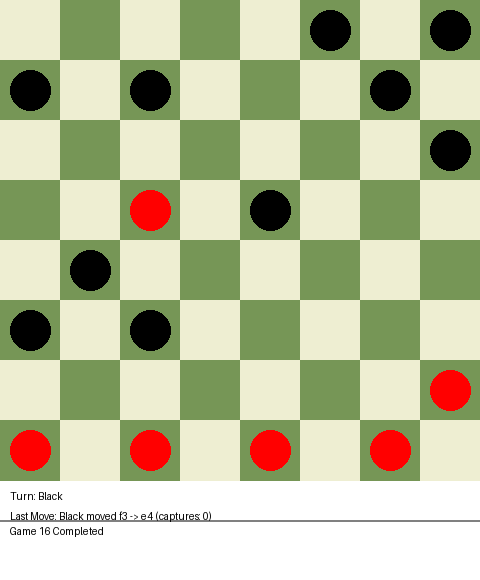 Turn: Black
Last Move: Black moved f3 -> e4 (captures: 0)
Game 16 Completed